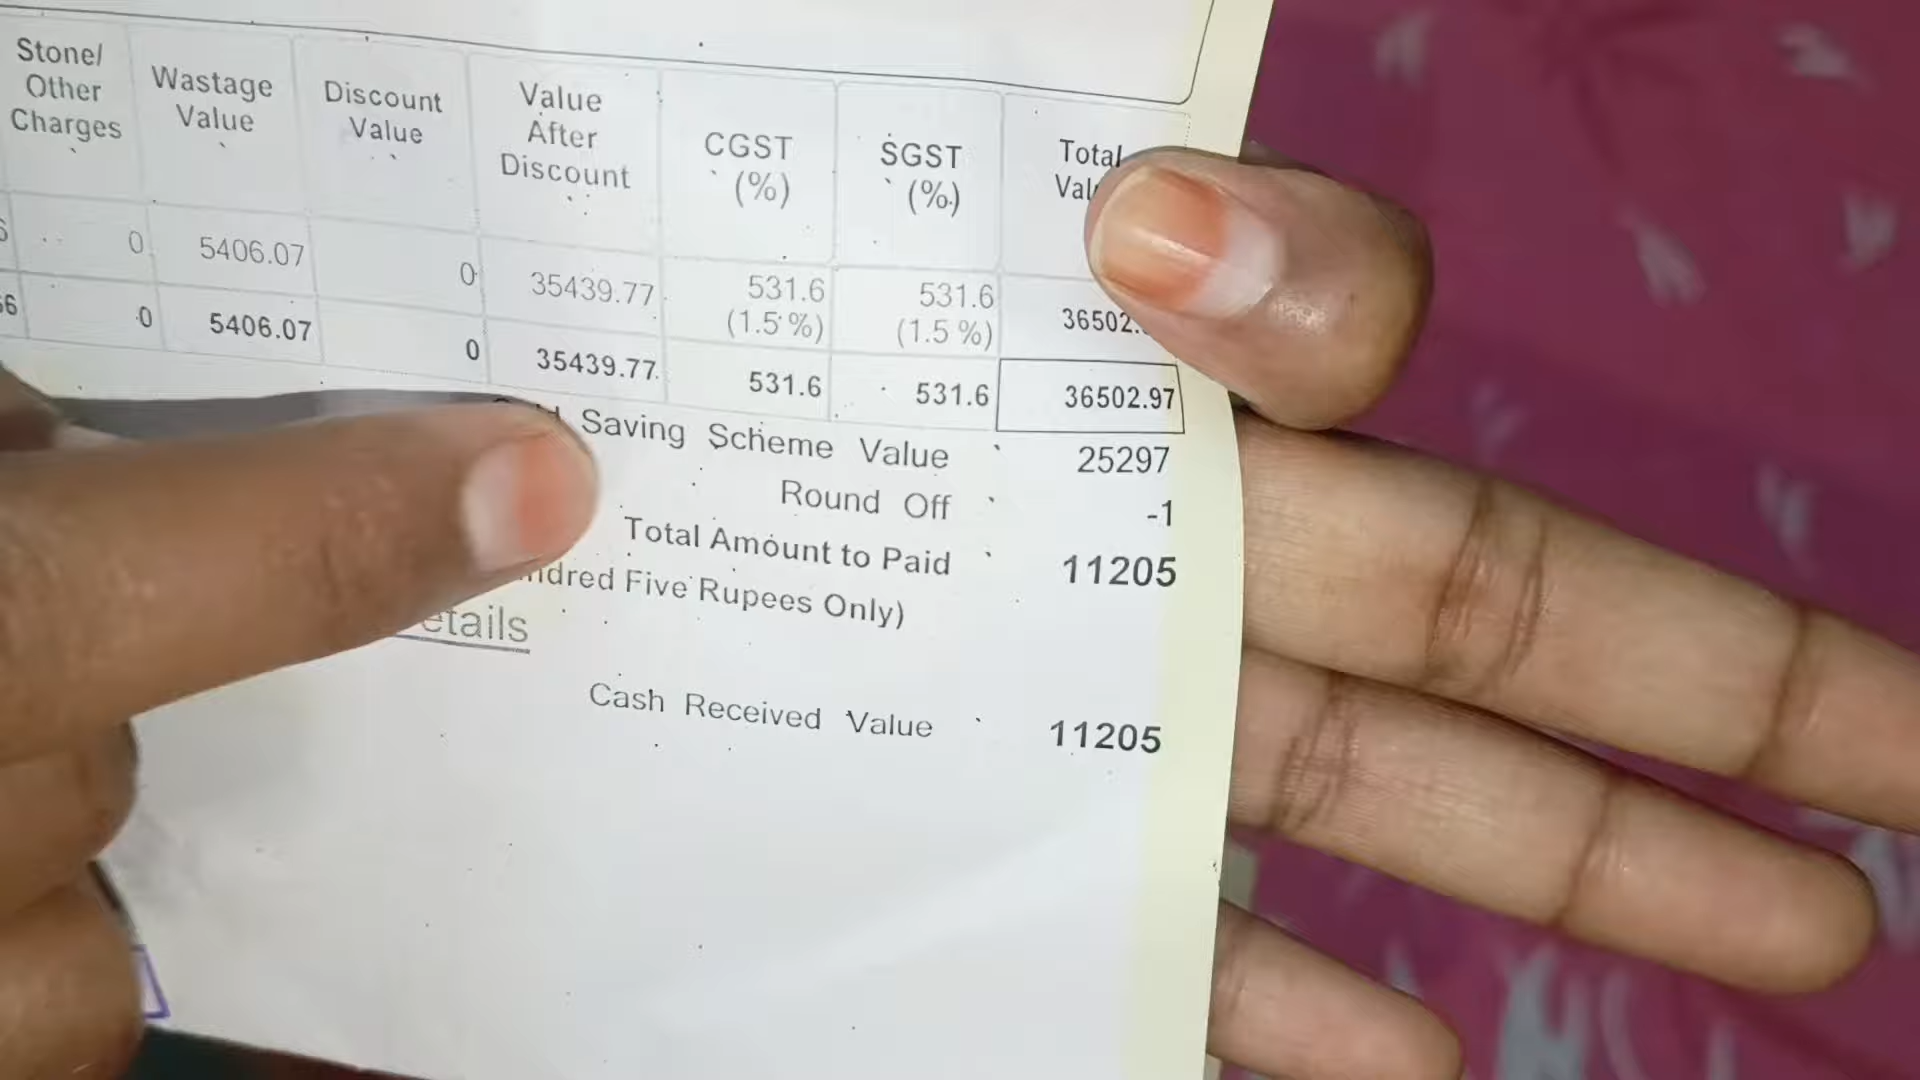 Stone/ Other Charges
Wastage Value
Discount Value
Value After Discount
CGST (%)
SGST (%)
Total
0 5406.07 0 35439.77 531.6 (1.5 %) 531.6 (1.5 %) 36502.
0 5406.07 0 35439.77 531.6 531.6 36502.97
Saving Scheme Value 25297
Round Off -1
Total Amount to Paid 11205
Five Rupees Only)
Cash Received Value 11205